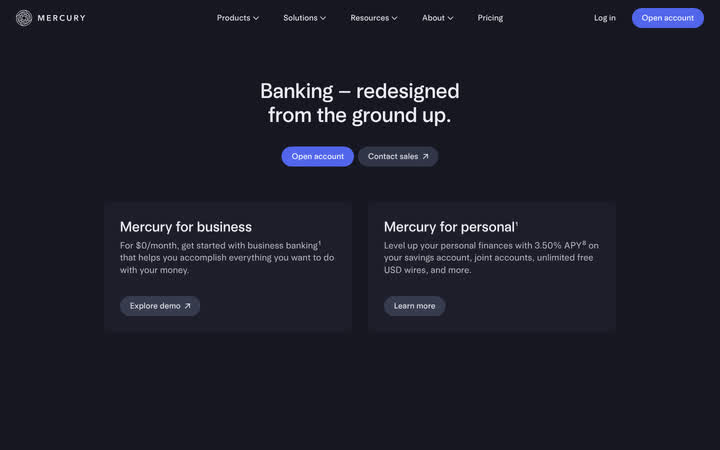 MERCURY
Products
Solutions
Resources
About
Pricing
Log in
Open account
Banking — redesigned
from the ground up.
Open account
Contact sales
Mercury for business
For $0/month, get started with business banking¹
that helps you accomplish everything you want to do
with your money.
Explore demo
Mercury for personal¹
Level up your personal finances with 3.50% APY⁸ on
your savings account, joint accounts, unlimited free
USD wires, and more.
Learn more